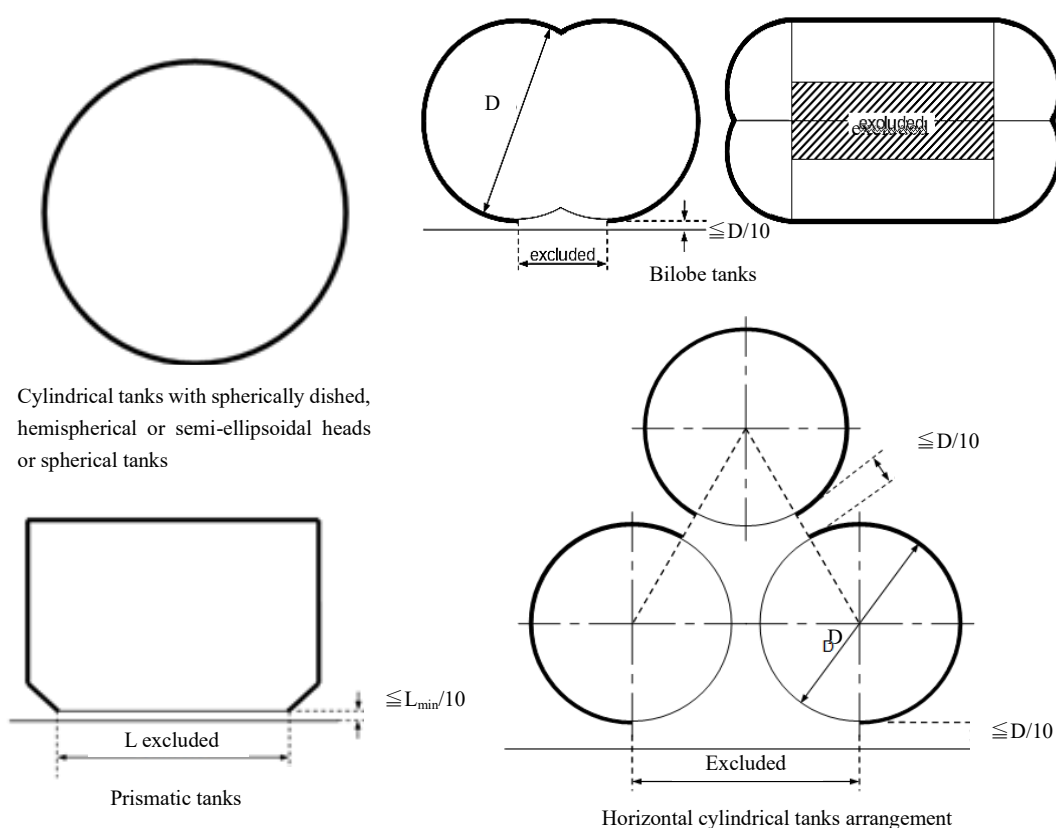 D
excluded
excluded
≦D/10
excluded
Bilobe tanks
Cylindrical tanks with spherically dished,
hemispherical or semi-ellipsoidal heads
or spherical tanks
≦D/10
D
D
≦Lmin/10
L excluded
Prismatic tanks
≦D/10
Excluded
Horizontal cylindrical tanks arrangement